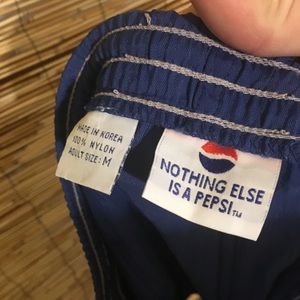 MADE IN KOREA
100% NYLON
ADULT SIZE: M
NOTHING ELSE
IS A PEPSI™